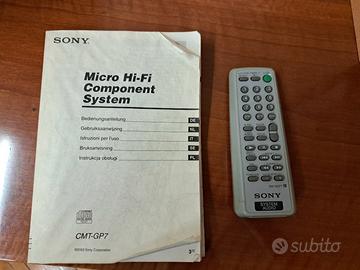 SONY
Micro Hi-Fi
Component
System
Bedienungsanleitung DE
Gebruiksaanwijzing NL
Istruzioni per l'uso IT
Bruksanvisning SE
Instrukcja obsługi PL
CMT-GP7
Sony Corporation
SONY
SYSTEM
AUDIO
subito